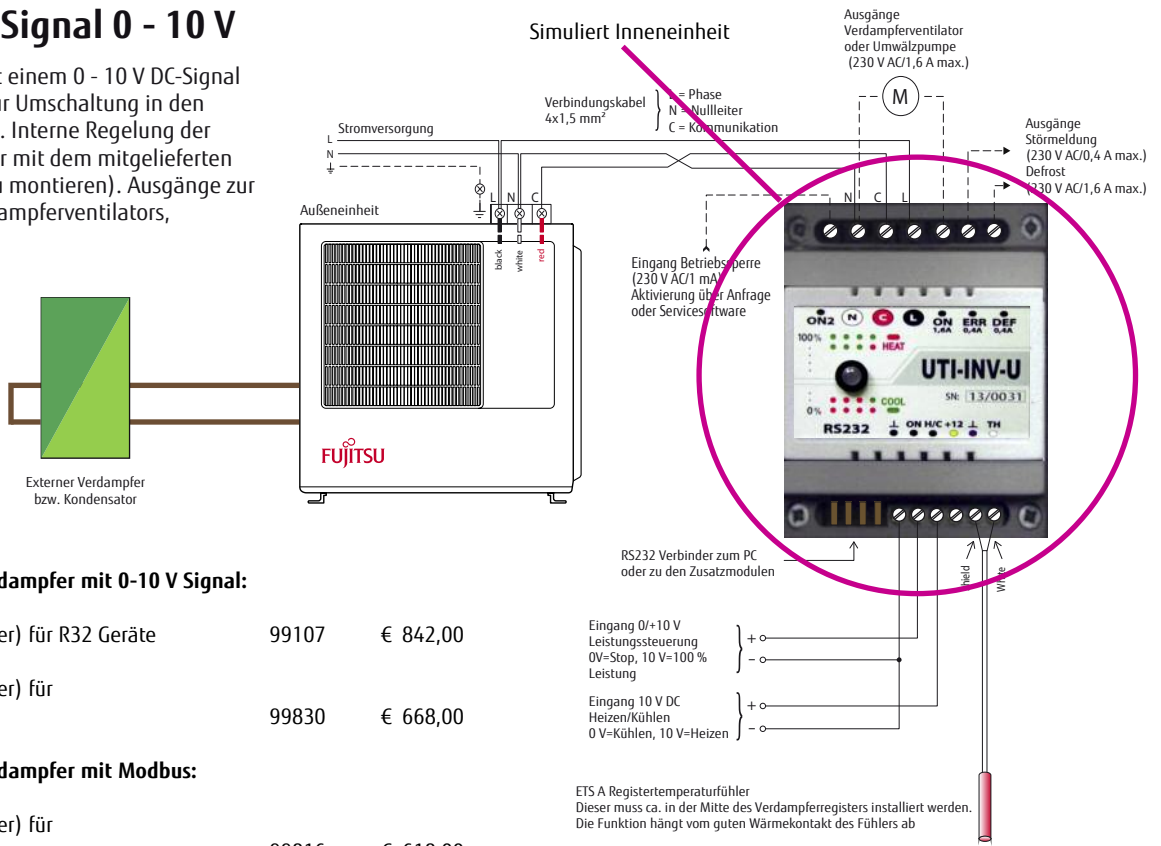 Signal 0 - 10 V
t einem 0 - 10 V DC-Signal
ur Umschaltung in den
. Interne Regelung der
r mit dem mitgelieferten
u montieren). Ausgänge zur
dampferventilators,
Simuliert Inneneinheit
Ausgänge
Verdampferventilator
oder Umwälzpumpe
(230 V AC/1,6 A max.)
M
Verbindungskabel
4x1,5 mm²
L = Phase
N = Nullleiter
C = Kommunikation
Ausgänge
Störmeldung
(230 V AC/0,4 A max.)
Defrost
(230 V AC/1,6 A max.)
Stromversorgung
L
N
L N C
Außeneinheit
black
white
red
FUJITSU
Externer Verdampfer
bzw. Kondensator
Eingang Betriebssperre
(230 V AC/1 mA)
Aktivierung über Anfrage
oder Servicesoftware
N C L
ON2 N C L ON ERR DEF
1,6A 0,4A 0,4A
100%
HEAT
UTI-INV-U
SN: 13/0031
COOL
0%
RS232 ⊥ ON H/C +12 ⊥ TH
RS232 Verbinder zum PC
oder zu den Zusatzmodulen
Shield
White
Eingang 0/+10 V
Leistungssteuerung
0V=Stop, 10 V=100 %
Leistung
+
-
Eingang 10 V DC
Heizen/Kühlen
0 V=Kühlen, 10 V=Heizen
+
-
ETS A Registertemperaturfühler
Dieser muss ca. in der Mitte des Verdampferregisters installiert werden.
Die Funktion hängt vom guten Wärmekontakt des Fühlers ab
dampfer mit 0-10 V Signal:
er) für R32 Geräte 99107 € 842,00
er) für
99830 € 668,00
dampfer mit Modbus:
er) für